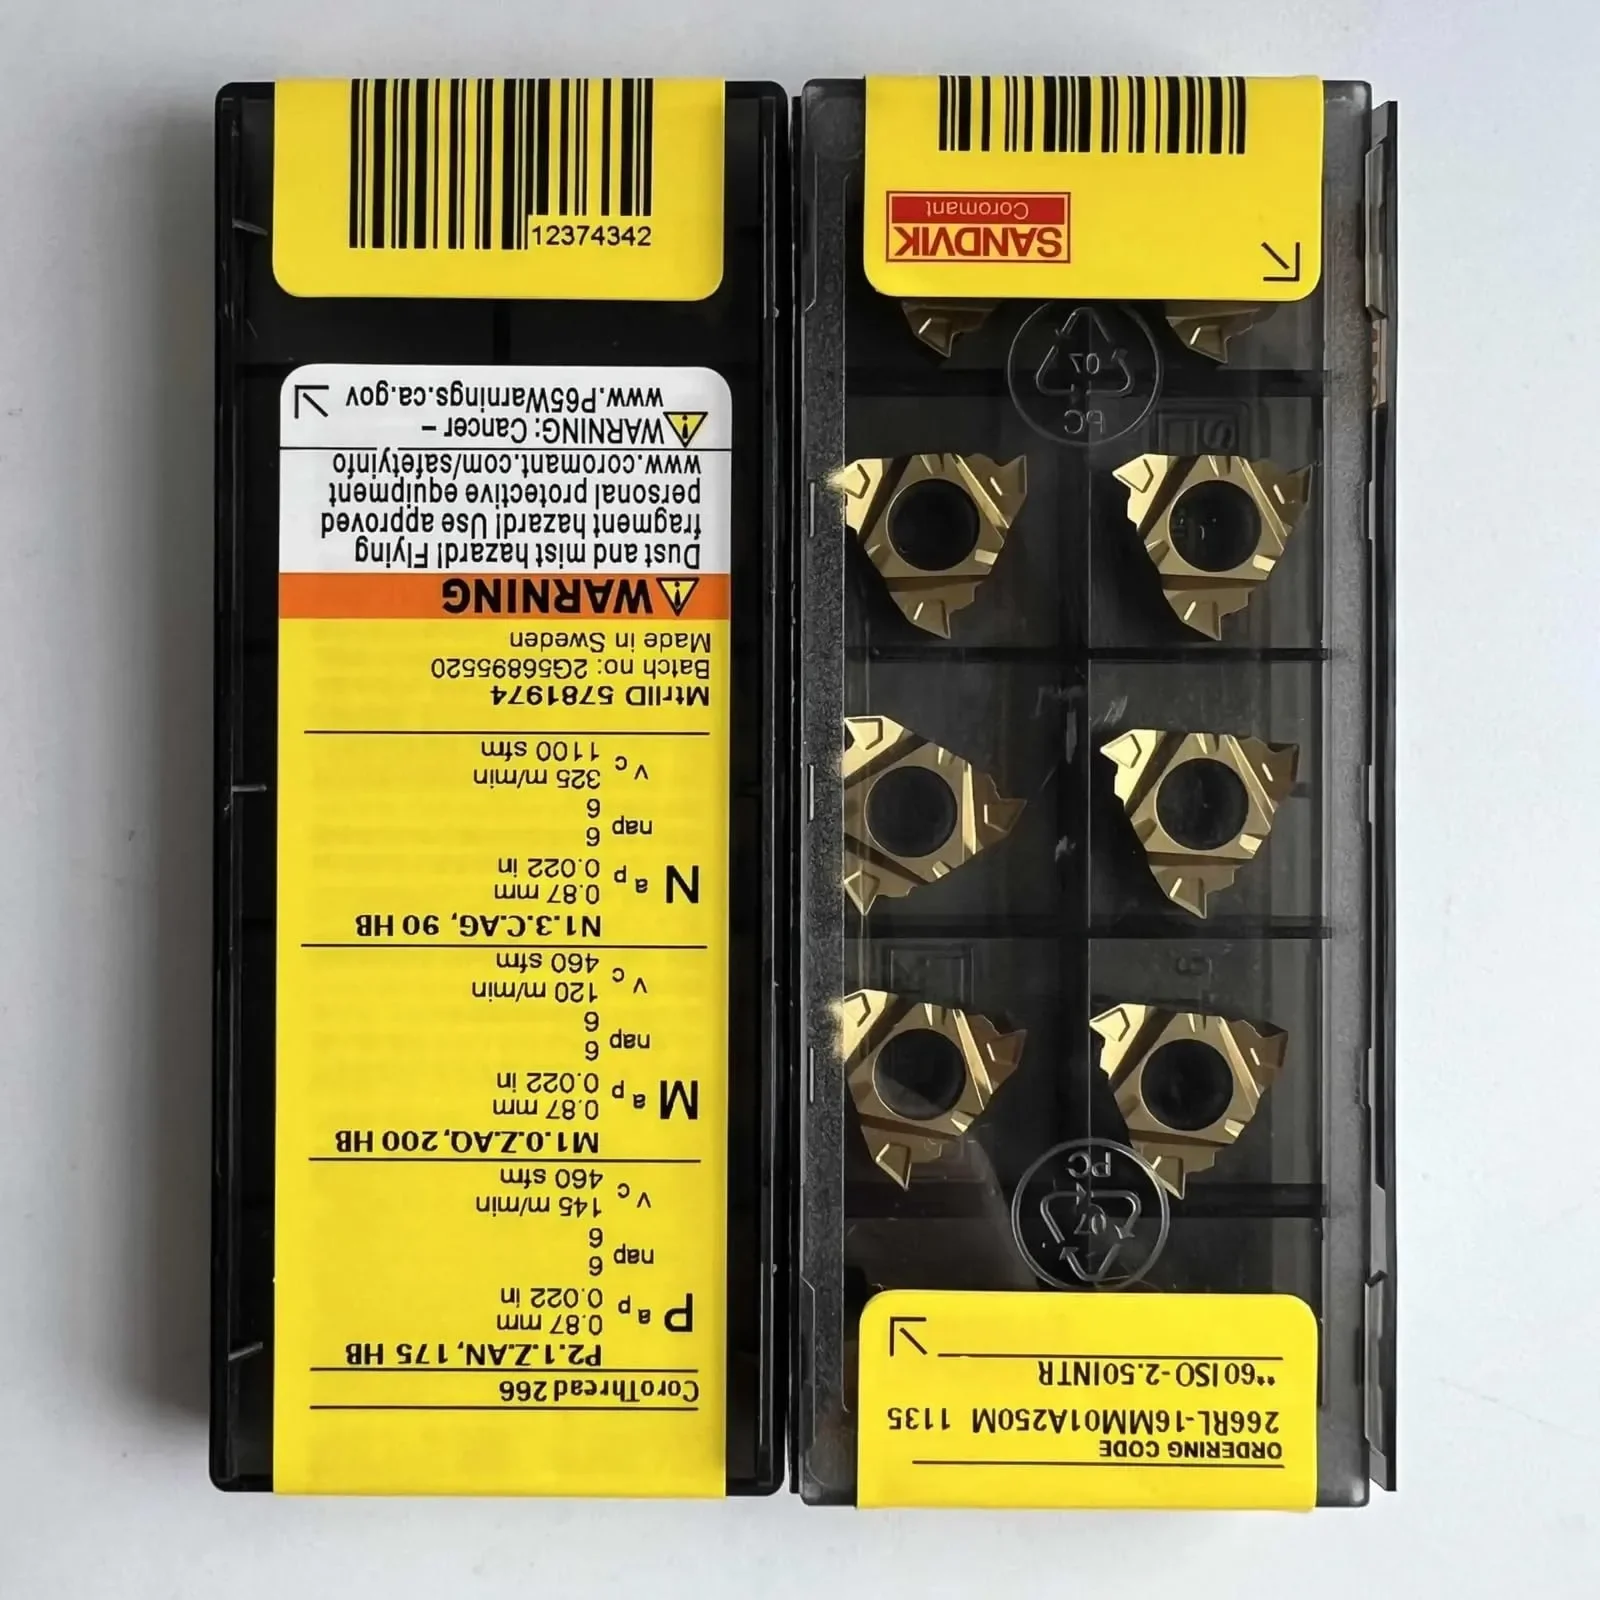 12374342
CoroThread 266
P2.1.Z.AN, 175 HB
P
a p 0.87 mm
0.022 in
nap 6
6
v c 145 m/min
460 sfm
M1.0.Z.AQ, 200 HB
M
a p 0.87 mm
0.022 in
nap 6
6
v c 120 m/min
460 sfm
N1.3.C.AG, 90 HB
N
a p 0.87 mm
0.022 in
nap 6
6
v c 325 m/min
1100 sfm
MtrlID 5781974
Batch no: 2G56895520
Made in Sweden
WARNING
Dust and mist hazard! Flying
fragment hazard! Use approved
personal protective equipment
www.coromant.com/safetyinfo
WARNING: Cancer –
www.P65Warnings.ca.gov
ORDERING CODE
266RL-16MM01A250M 1135
**60 ISO-2.50INTR
SANDVIK
Coromant
07
PC
07
PC